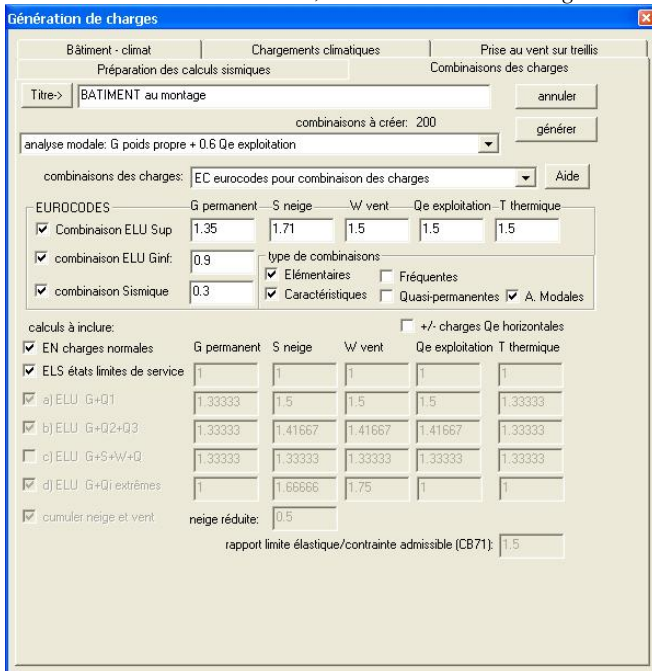 Génération de charges
Bâtiment - climat Chargements climatiques Prise au vent sur treillis
Préparation des calculs sismiques Combinaisons des charges
Titre-> BATIMENT au montage annuler
combinaisons à créer: 200
analyse modale: G poids propre + 0.6 Qe exploitation générer
combinaisons des charges: EC eurocodes pour combinaison des charges Aide
EUROCODES G permanent S neige W vent Qe exploitation T thermique
Combinaison ELU Sup 1.35 1.71 1.5 1.5 1.5
combinaison ELU Ginf: 0.9 type de combinaisons
Elémentaires Fréquentes
combinaison Sismique 0.3 Caractéristiques Quasi-permanentes A. Modales
calculs à inclure: +/- charges Qe horizontales
EN charges normales G permanent S neige W vent Qe exploitation T thermique
ELS états limites de service 1 1 1 1 1
a) ELU G+Q1 1.33333 1.5 1.5 1.5 1.33333
b) ELU G+Q2+Q3 1.33333 1.41667 1.41667 1.41667 1.33333
c) ELU G+S+W+Q 1.33333 1.33333 1.33333 1.33333 1.33333
d) ELU G+Qi extrêmes 1 1.66666 1.75 1 1
cumuler neige et vent neige réduite: 0.5
rapport limite élastique/contrainte admissible (CB71): 1.5